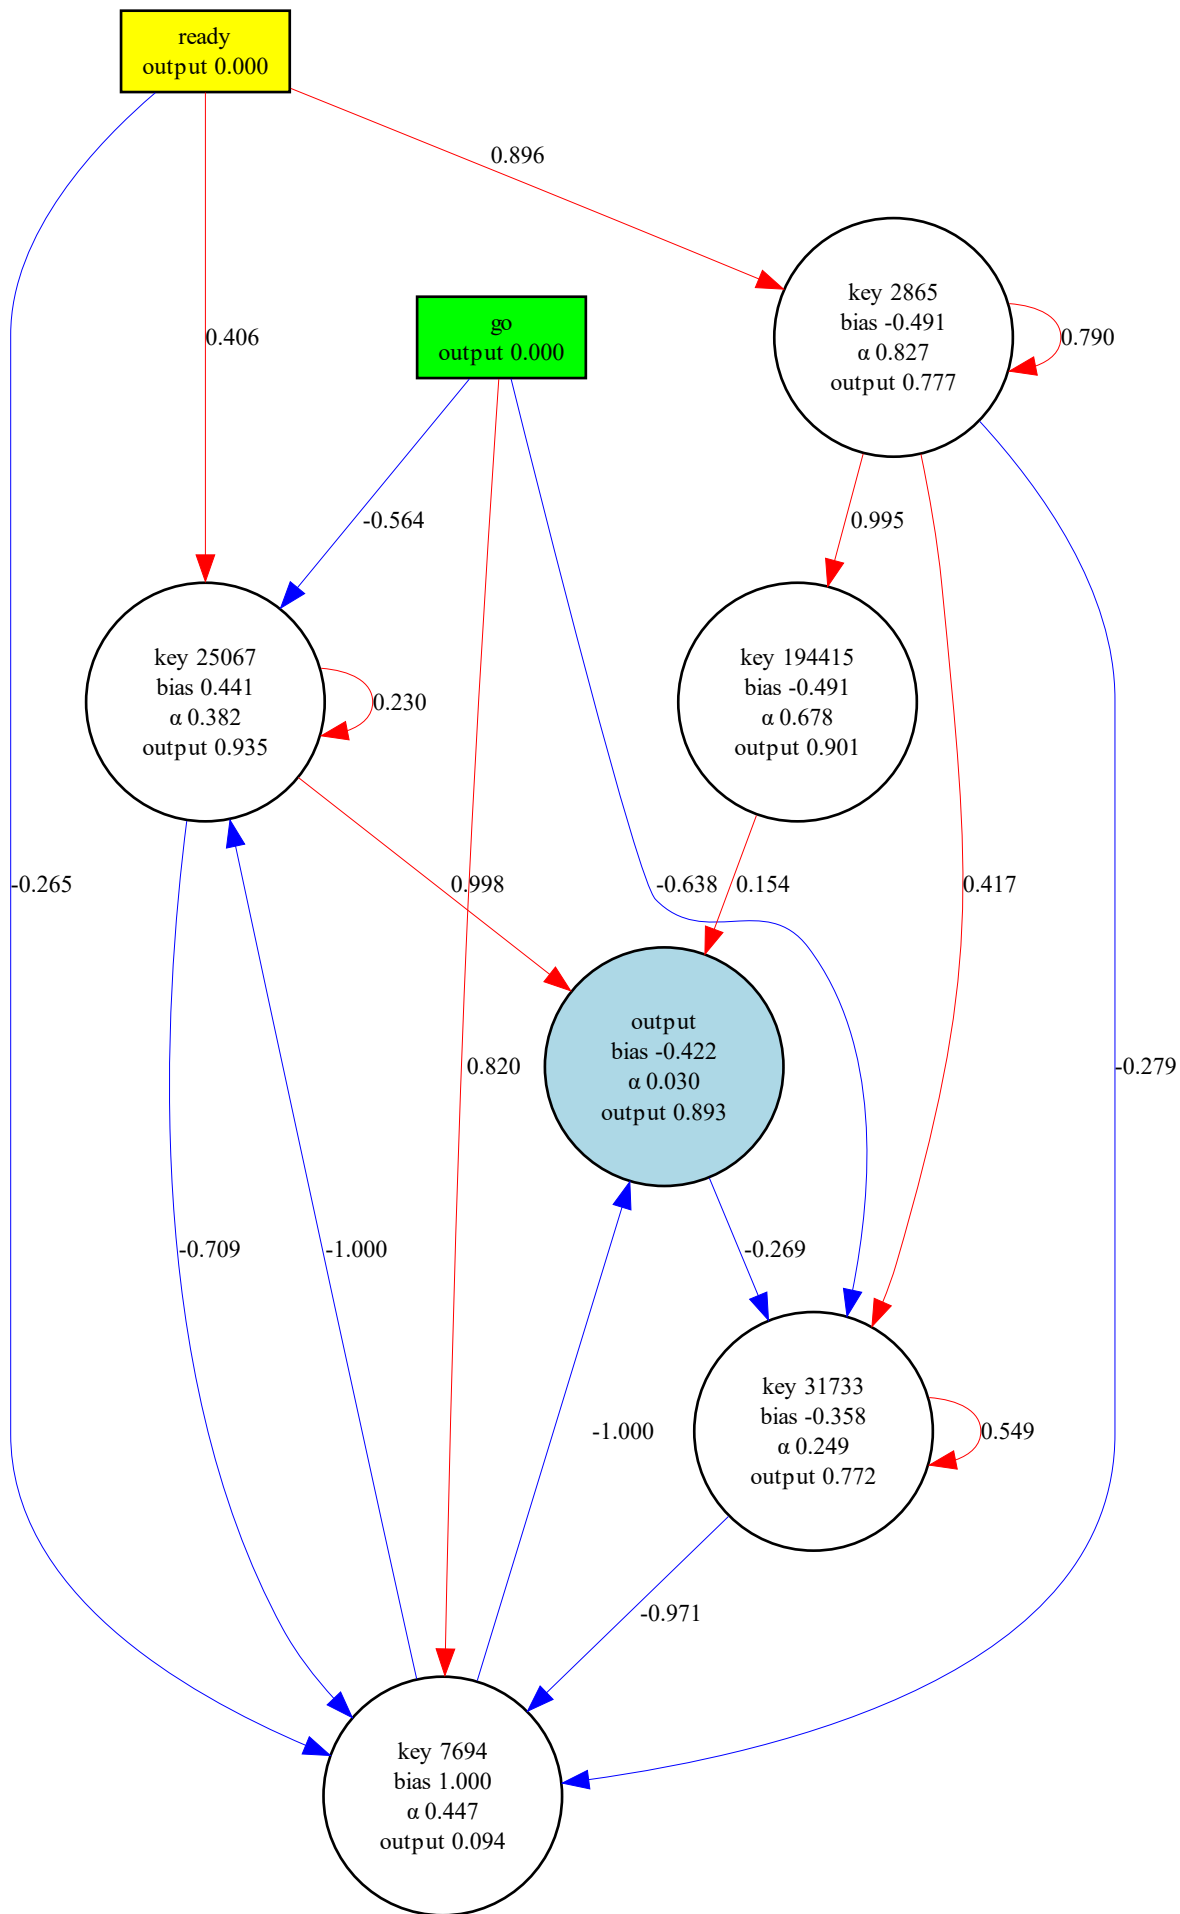 ready
output 0.000
0.896
key 2865
bias -0.491
α 0.827
output 0.777
0.790
go
output 0.000
0.406
-0.564
0.995
key 25067
bias 0.441
α 0.382
output 0.935
0.230
key 194415
bias -0.491
α 0.678
output 0.901
-0.265
0.998
-0.638
0.154
0.417
output
bias -0.422
α 0.030
output 0.893
0.820
-0.279
-0.709
-1.000
-0.269
key 31733
bias -0.358
α 0.249
output 0.772
-1.000
0.549
-0.971
key 7694
bias 1.000
α 0.447
output 0.094